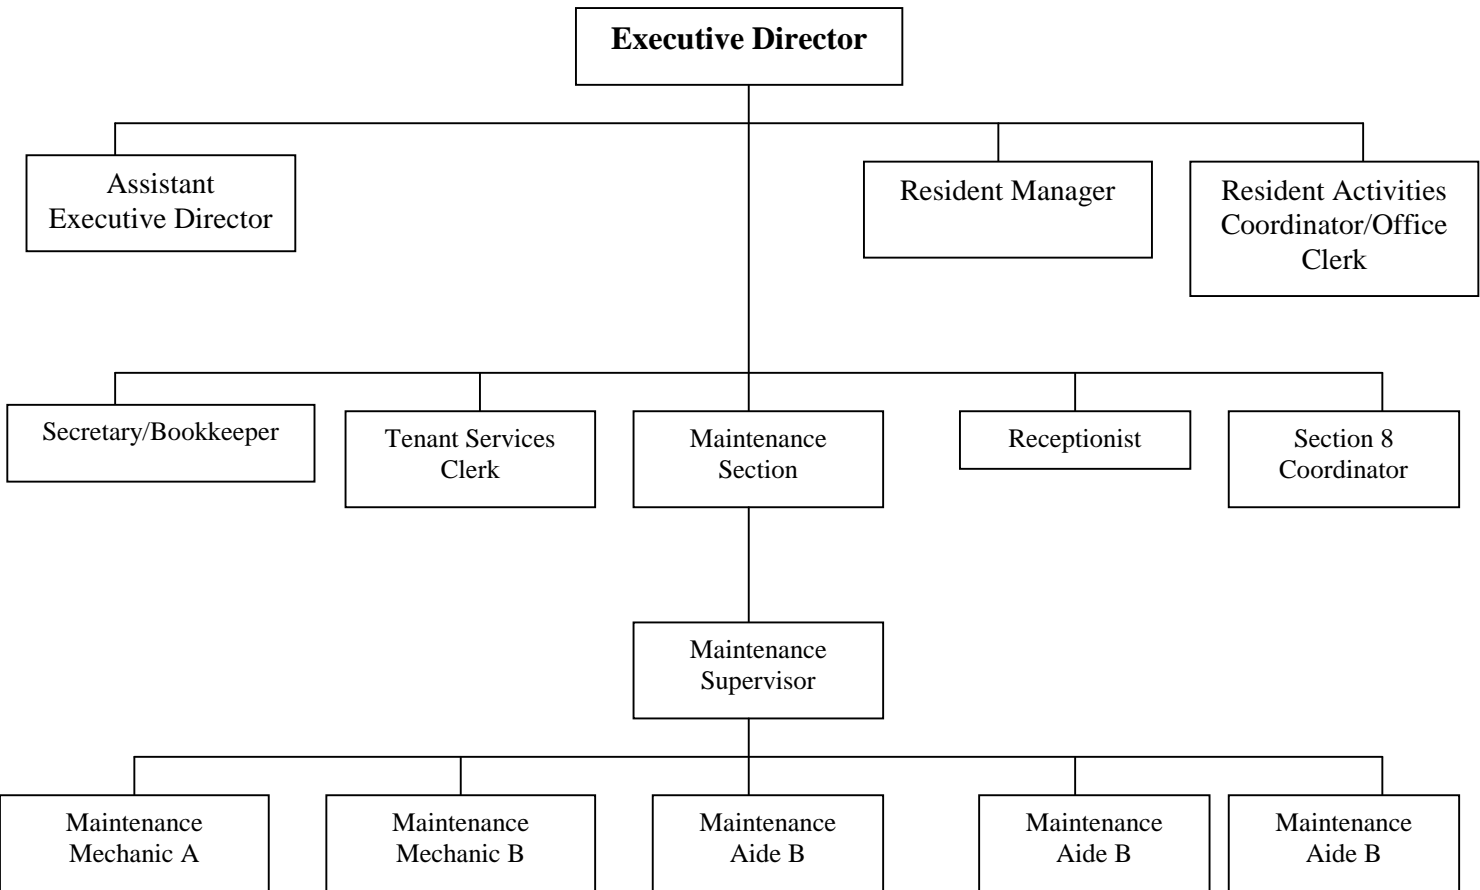 Executive Director
Assistant
Executive Director
Resident Manager
Resident Activities
Coordinator/Office
Clerk
Secretary/Bookkeeper
Tenant Services
Clerk
Maintenance
Section
Receptionist
Section 8
Coordinator
Maintenance
Supervisor
Maintenance
Mechanic A
Maintenance
Mechanic B
Maintenance
Aide B
Maintenance
Aide B
Maintenance
Aide B